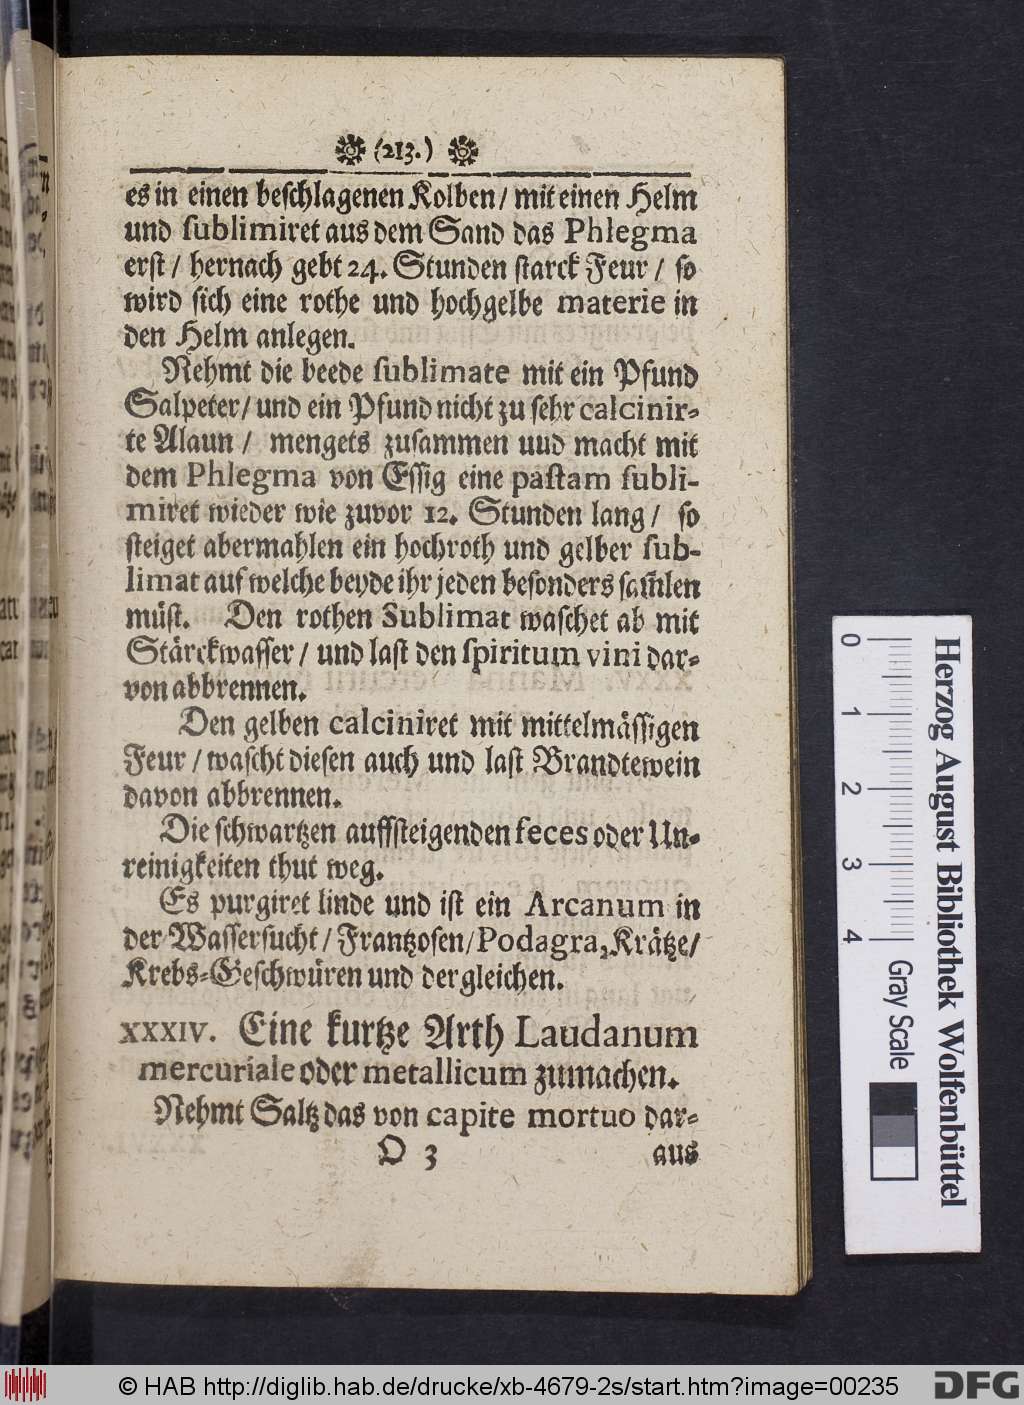 (213.)
es in einen beschlagenen Kolben / mit einen Helm
und sublimiret aus dem Sand das Phlegma
erst / hernach gebt 24. Stunden starck Feur / so
wird sich eine rothe und hochgelbe materie in
den Helm anlegen.
Nehmt die beede sublimate mit ein Pfund
Salpeter / und ein Pfund nicht zu sehr calcinir-
te Alaun / mengets zusammen uud macht mit
dem Phlegma von Essig eine pastam subli-
miret wieder wie zuvor 12. Stunden lang / so
steiget abermahlen ein hochroth und gelber sub-
limat auf welche beyde ihr jeden besonders sam̃len
müst. Den rothen Sublimat waschet ab mit
Stärckwasser / und last den spiritum vini dar-
von abbrennen.
Den gelben calciniret mit mittelmässigen
Feur / wascht diesen auch und last Brandtewein
davon abbrennen.
Die schwartzen auffsteigenden feces oder Un-
reinigkeiten thut weg.
Es purgiret linde und ist ein Arcanum in
der Wassersucht / Frantzosen / Podagra, Krätze /
Krebs-Geschwüren und dergleichen.
XXXIV. Eine kurtze Arth Laudanum
mercuriale oder metallicum zumachen.
Nehmt Saltz das von capite mortuo dar-
O 3 aus
0 1 2 3 4
Gray Scale
Herzog August Bibliothek Wolfenbüttel
© HAB http://diglib.hab.de/drucke/xb-4679-2s/start.htm?image=00235
DFG